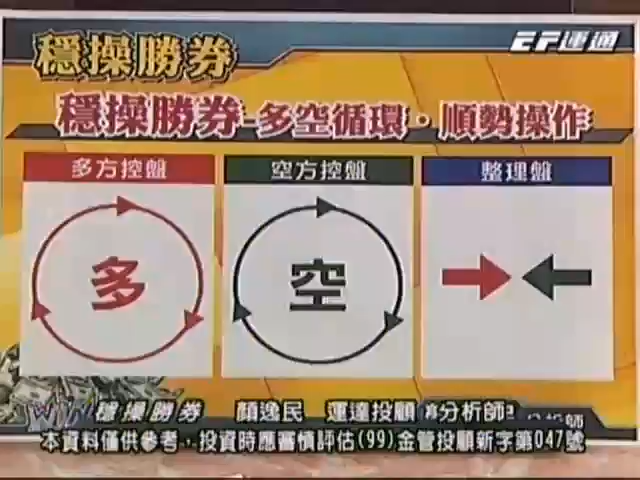 穩操勝券
EF運通
穩操勝券-多空循環·順勢操作
多方控盤
空方控盤
整理盤
多
空
WIN 穩操勝券 顏逸民 運達投顧 分析師
本資料僅供參考，投資時應審慎評估(99)金管投顧新字第047號